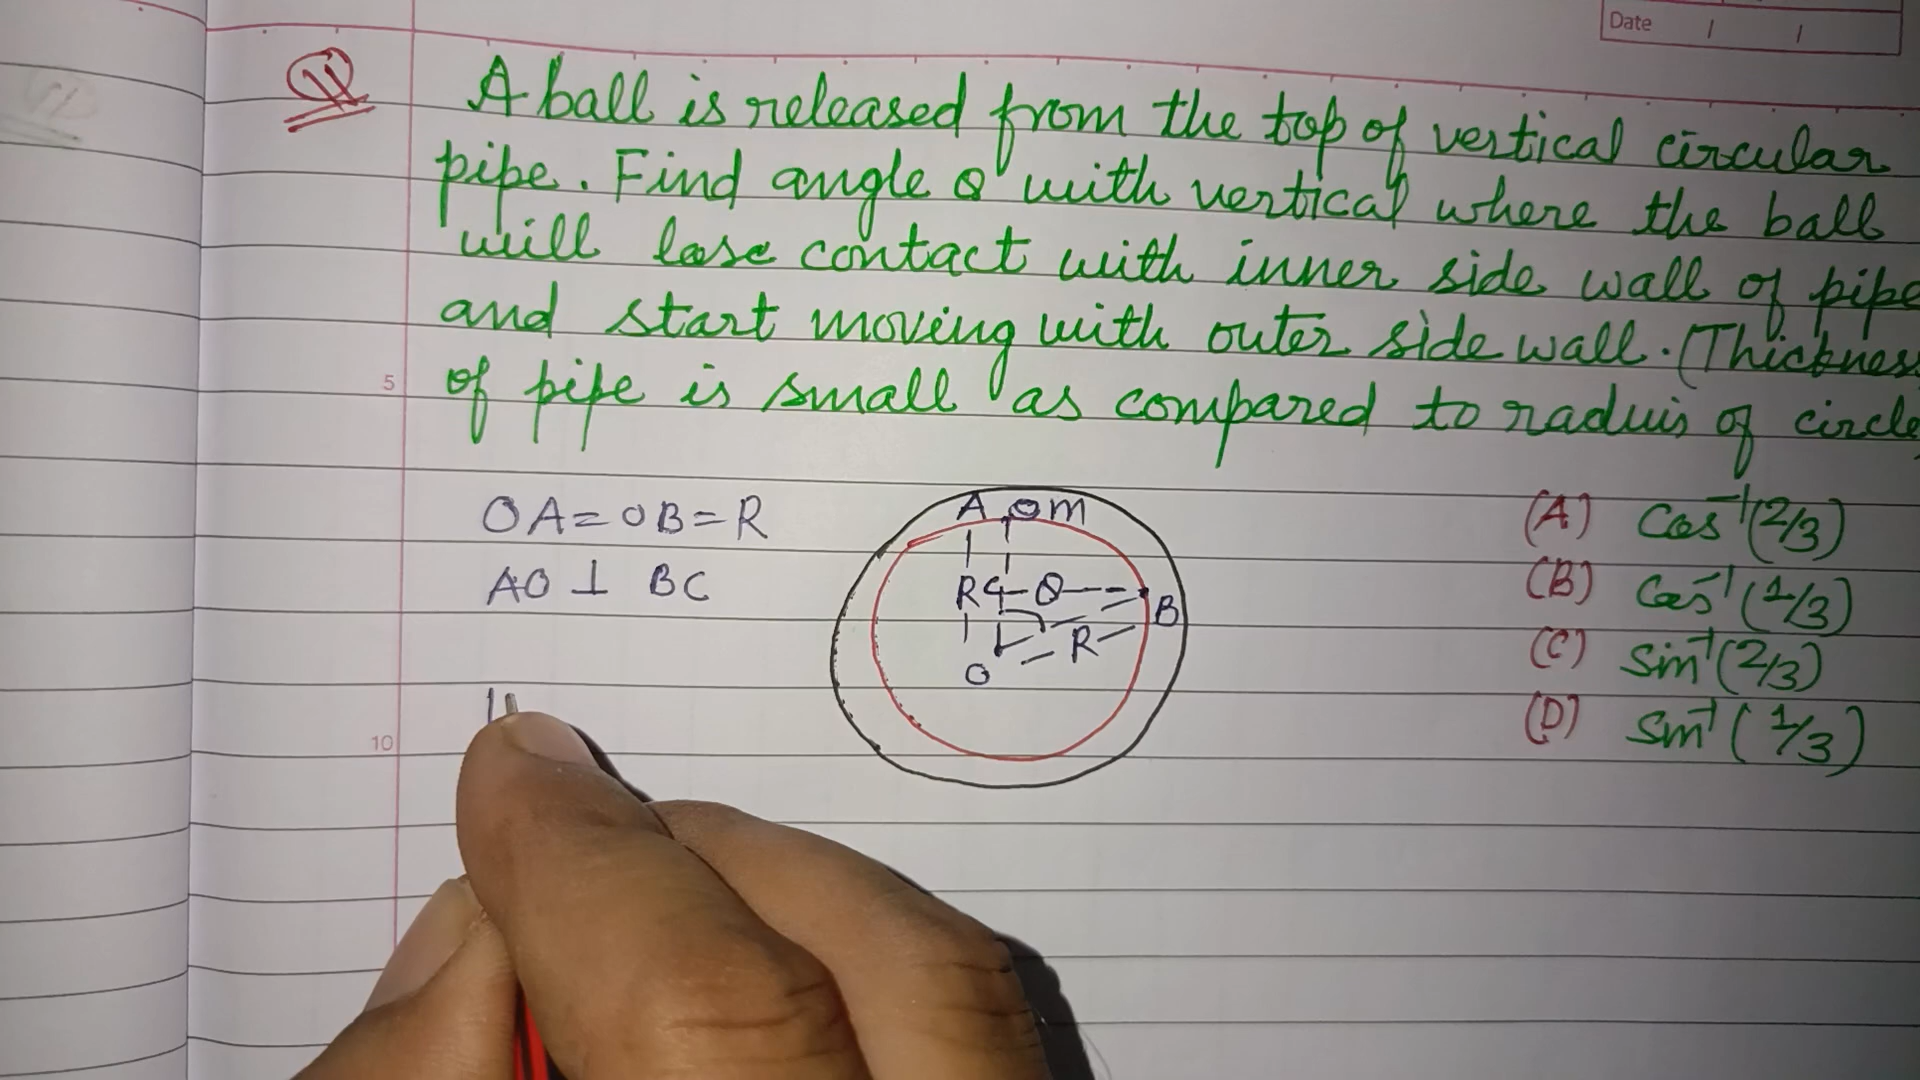 Date / /
Q A ball is released from the top of vertical circular
pipe. Find angle θ with vertical where the ball
will lose contact with inner side wall of pipe
and start moving with outer side wall. (Thickness
5 of pipe is small as compared to raduis of circle
OA = OB = R
AO ⊥ BC
A m
R C θ
B
R
O
(A) Cos⁻¹(2/3)
(B) Cos⁻¹(1/3)
(C) Sin⁻¹(2/3)
(D) Sin⁻¹(1/3)
10